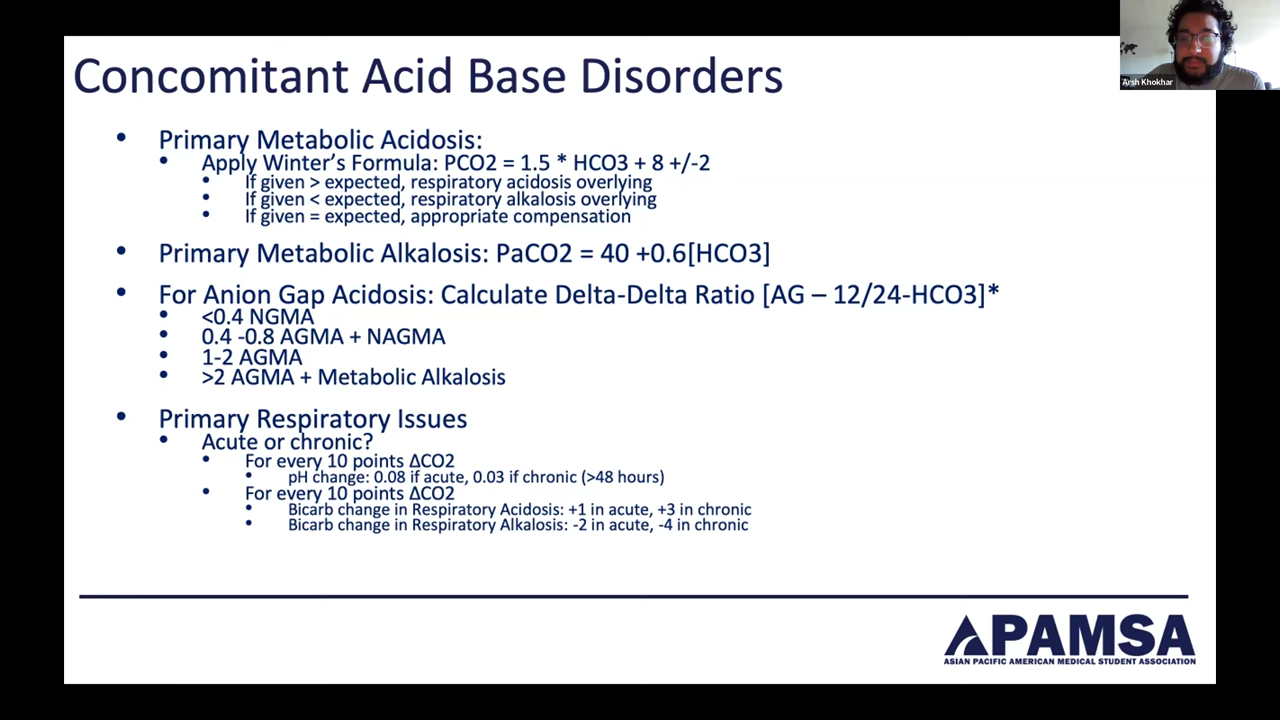 Concomitant Acid Base Disorders
Arsh Khokhar
• Primary Metabolic Acidosis:
• Apply Winter's Formula: PCO2 = 1.5 * HCO3 + 8 +/-2
• If given > expected, respiratory acidosis overlying
• If given < expected, respiratory alkalosis overlying
• If given = expected, appropriate compensation
• Primary Metabolic Alkalosis: PaCO2 = 40 +0.6[HCO3]
• For Anion Gap Acidosis: Calculate Delta-Delta Ratio [AG – 12/24-HCO3]*
• <0.4 NGMA
• 0.4 -0.8 AGMA + NAGMA
• 1-2 AGMA
• >2 AGMA + Metabolic Alkalosis
• Primary Respiratory Issues
• Acute or chronic?
• For every 10 points ΔCO2
• pH change: 0.08 if acute, 0.03 if chronic (>48 hours)
• For every 10 points ΔCO2
• Bicarb change in Respiratory Acidosis: +1 in acute, +3 in chronic
• Bicarb change in Respiratory Alkalosis: -2 in acute, -4 in chronic
APAMSA
ASIAN PACIFIC AMERICAN MEDICAL STUDENT ASSOCIATION